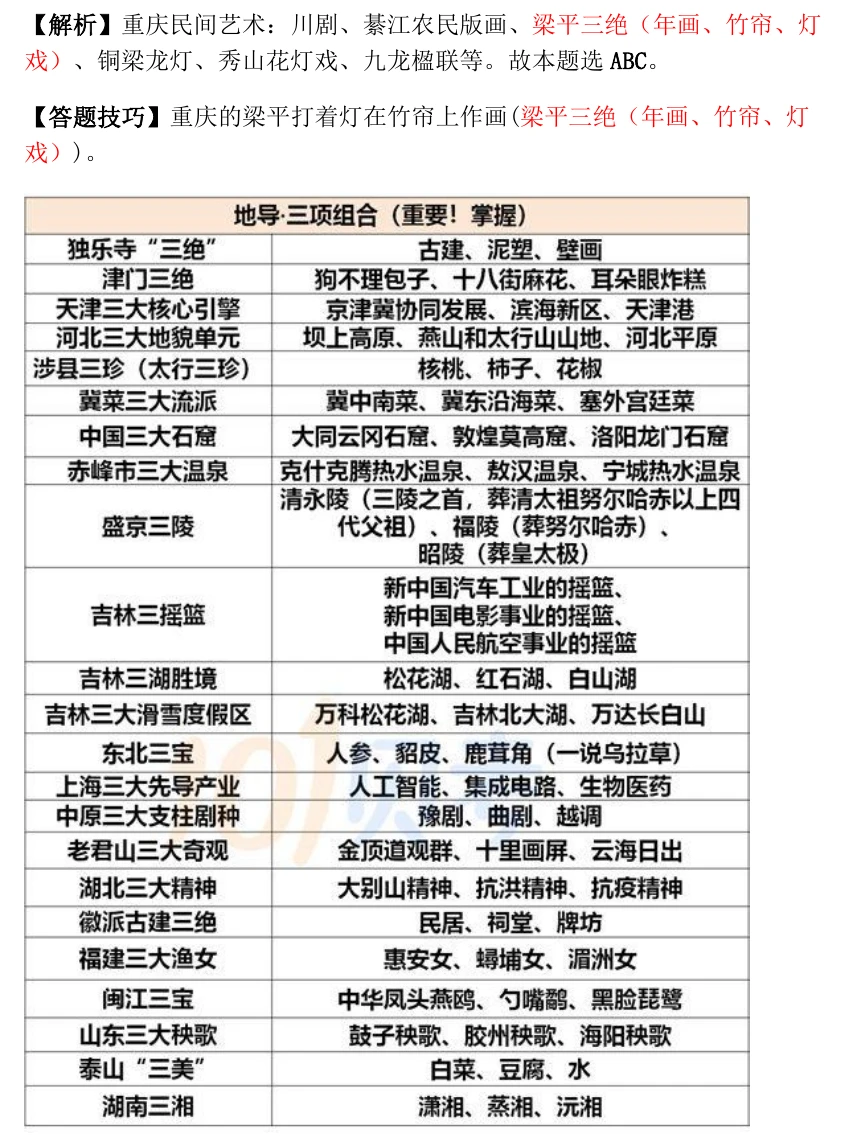 【解析】重庆民间艺术：川剧、綦江农民版画、梁平三绝（年画、竹帘、灯
戏）、铜梁龙灯、秀山花灯戏、九龙楹联等。故本题选 ABC。
【答题技巧】重庆的梁平打着灯在竹帘上作画(梁平三绝（年画、竹帘、灯
戏）)。
地导·三项组合（重要！掌握）
独乐寺“三绝” 古建、泥塑、壁画
津门三绝 狗不理包子、十八街麻花、耳朵眼炸糕
天津三大核心引擎 京津冀协同发展、滨海新区、天津港
河北三大地貌单元 坝上高原、燕山和太行山山地、河北平原
涉县三珍（太行三珍） 核桃、柿子、花椒
冀菜三大流派 冀中南菜、冀东沿海菜、塞外宫廷菜
中国三大石窟 大同云冈石窟、敦煌莫高窟、洛阳龙门石窟
赤峰市三大温泉 克什克腾热水温泉、敖汉温泉、宁城热水温泉
盛京三陵 清永陵（三陵之首，葬清太祖努尔哈赤以上四
代父祖）、福陵（葬努尔哈赤）、
昭陵（葬皇太极）
吉林三摇篮 新中国汽车工业的摇篮、
新中国电影事业的摇篮、
中国人民航空事业的摇篮
吉林三湖胜境 松花湖、红石湖、白山湖
吉林三大滑雪度假区 万科松花湖、吉林北大湖、万达长白山
东北三宝 人参、貂皮、鹿茸角（一说乌拉草）
上海三大先导产业 人工智能、集成电路、生物医药
中原三大支柱剧种 豫剧、曲剧、越调
老君山三大奇观 金顶道观群、十里画屏、云海日出
湖北三大精神 大别山精神、抗洪精神、抗疫精神
徽派古建三绝 民居、祠堂、牌坊
福建三大渔女 惠安女、蟳埔女、湄洲女
闽江三宝 中华凤头燕鸥、勺嘴鹬、黑脸琵鹭
山东三大秧歌 鼓子秧歌、胶州秧歌、海阳秧歌
泰山“三美” 白菜、豆腐、水
湖南三湘 潇湘、蒸湘、沅湘